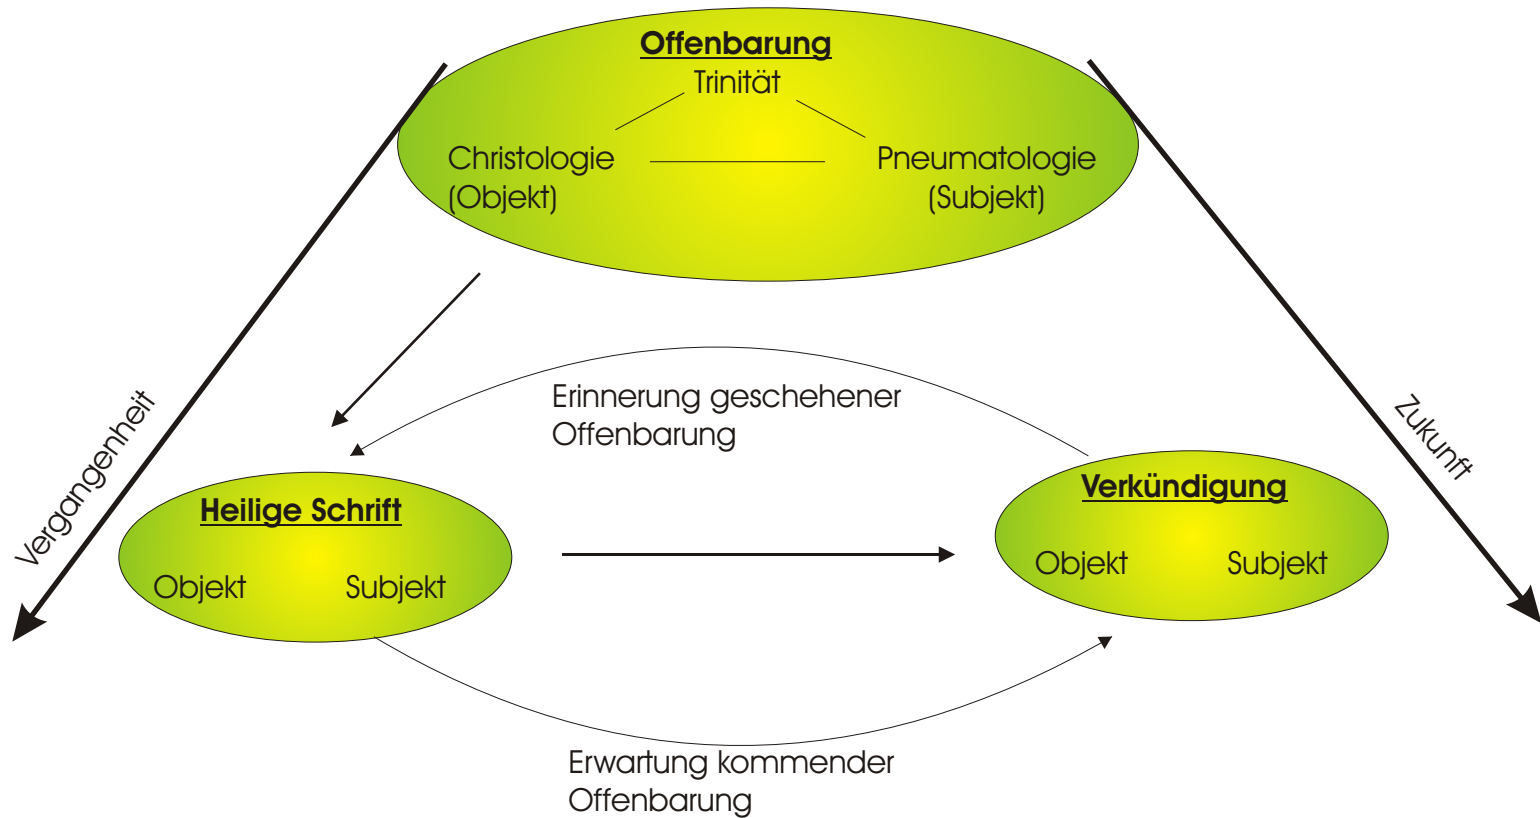 Offenbarung
Trinität
Christologie
(Objekt)
Pneumatologie
(Subjekt)
Vergangenheit
Zukunft
Erinnerung geschehener
Offenbarung
Heilige Schrift
Objekt Subjekt
Verkündigung
Objekt Subjekt
Erwartung kommender
Offenbarung